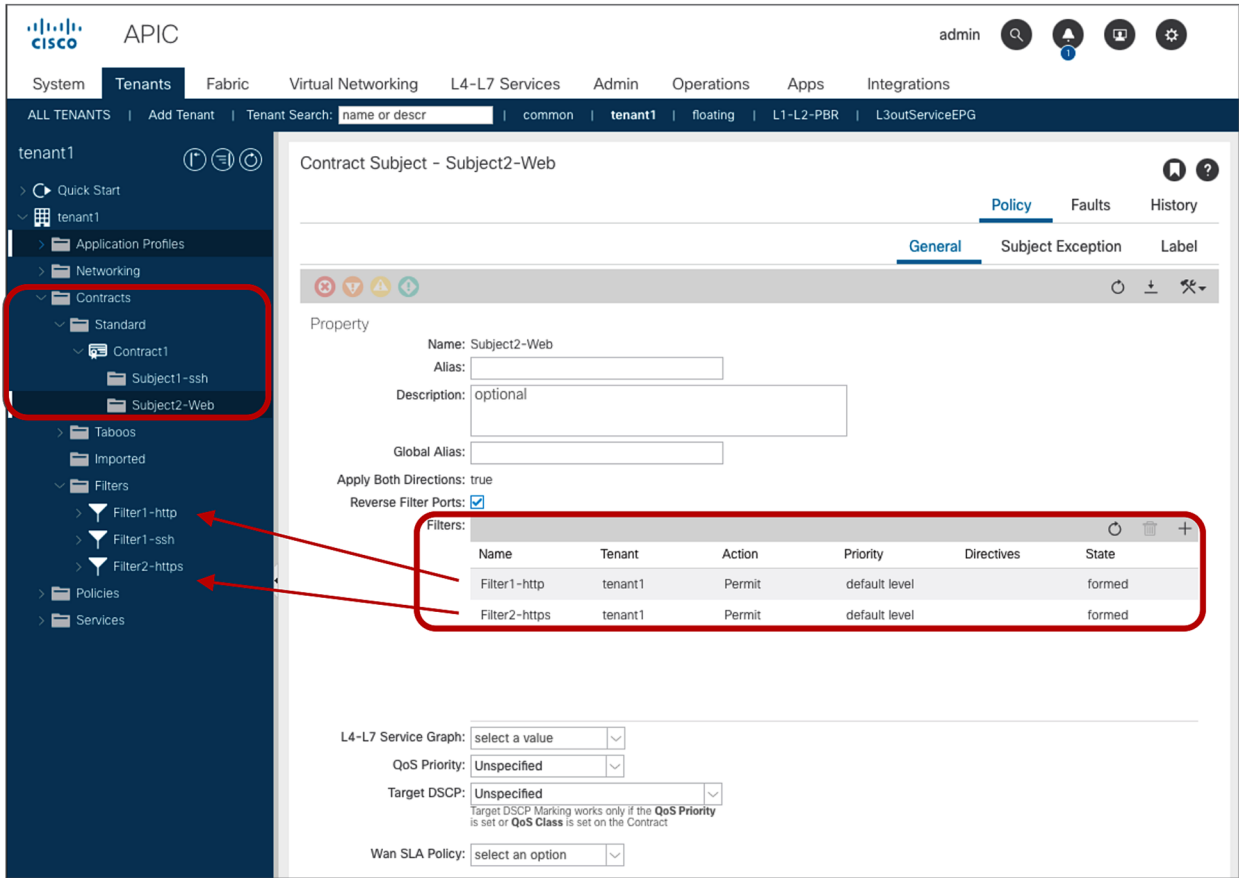 CISCO APIC admin
1
System Tenants Fabric Virtual Networking L4-L7 Services Admin Operations Apps Integrations
ALL TENANTS | Add Tenant | Tenant Search: name or descr | common | tenant1 | floating | L1-L2-PBR | L3outServiceEPG
tenant1
Quick Start
tenant1
Application Profiles
Networking
Contracts
Standard
Contract1
Subject1-ssh
Subject2-Web
Taboos
Imported
Filters
Filter1-http
Filter1-ssh
Filter2-https
Policies
Services
Contract Subject - Subject2-Web
?
Policy Faults History
General Subject Exception Label
Property
Name: Subject2-Web
Alias:
Description: optional
Global Alias:
Apply Both Directions: true
Reverse Filter Ports:
Filters:
Name Tenant Action Priority Directives State
Filter1-http tenant1 Permit default level formed
Filter2-https tenant1 Permit default level formed
L4-L7 Service Graph: select a value
QoS Priority: Unspecified
Target DSCP: Unspecified
Target DSCP Marking works only if the QoS Priority
is set or QoS Class is set on the Contract
Wan SLA Policy: select an option